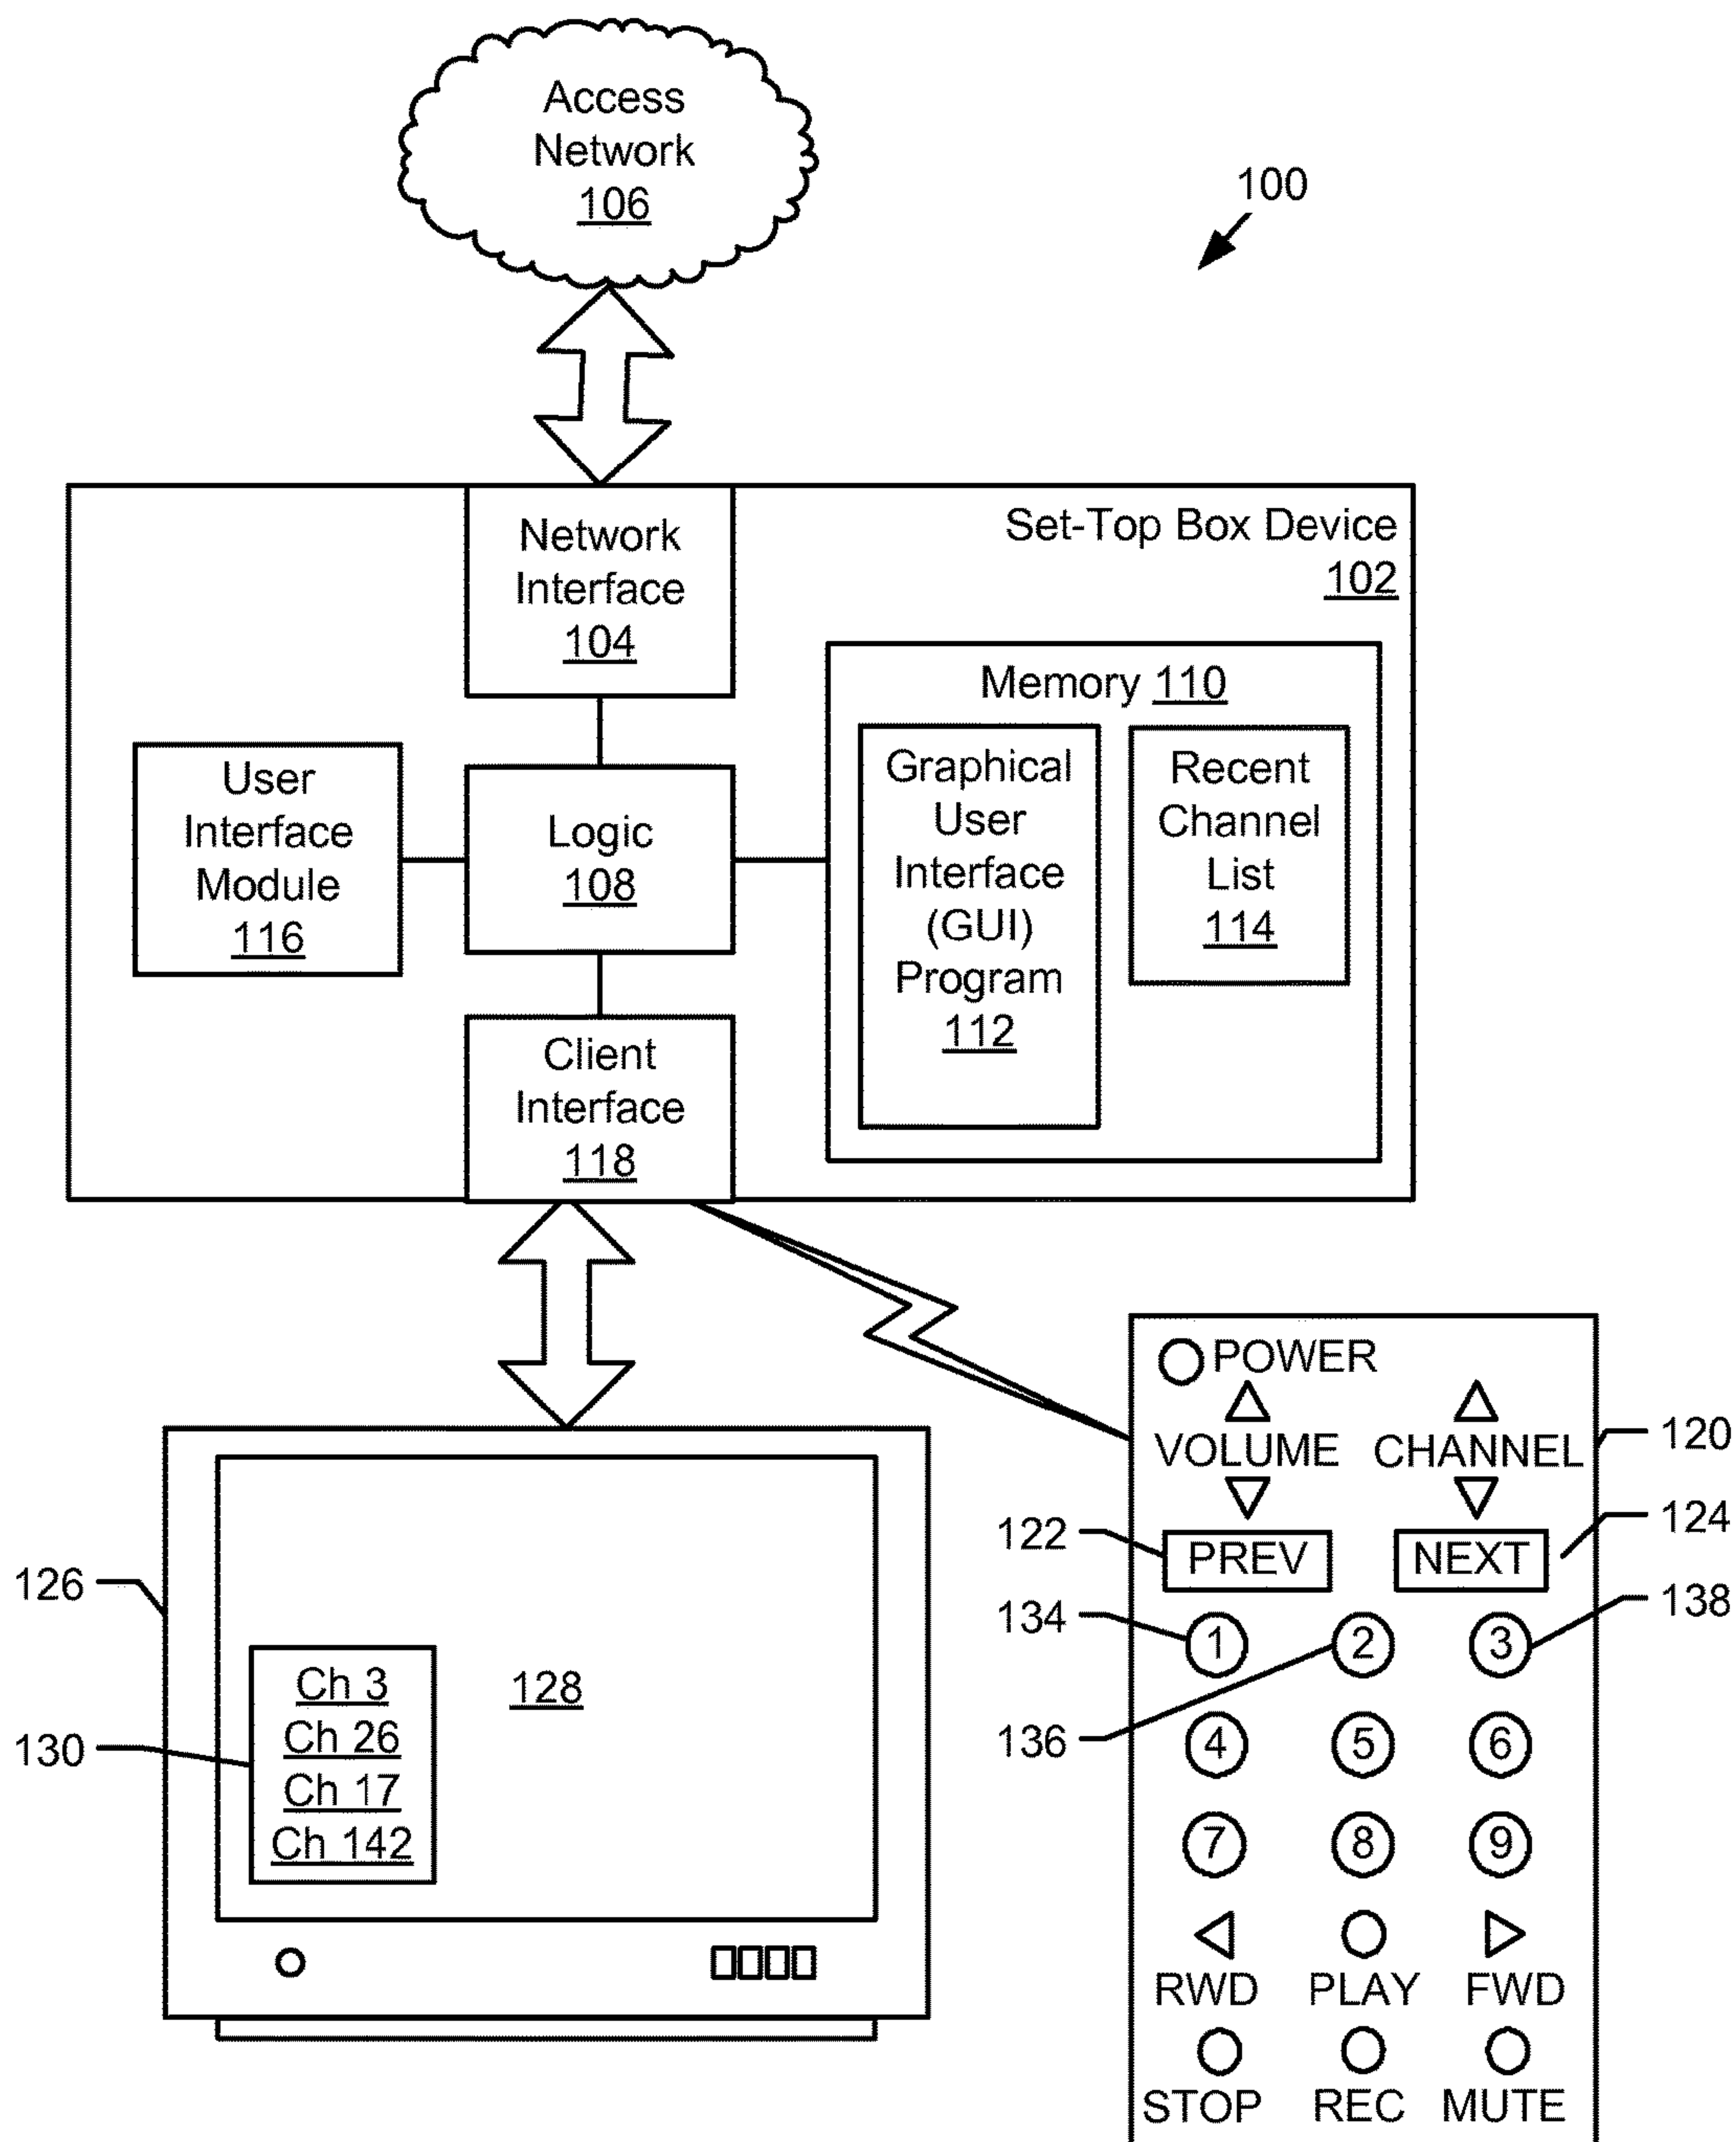 Access
Network
106
100
Set-Top Box Device
102
Network
Interface
104
Memory 110
User
Interface
Module
116
Logic
108
Graphical
User
Interface
(GUI)
Program
112
Recent
Channel
List
114
Client
Interface
118
POWER
VOLUME
CHANNEL
120
122
PREV
NEXT
124
126
134
1
2
3
138
136
128
130
Ch 3
Ch 26
Ch 17
Ch 142
4
5
6
7
8
9
RWD
PLAY
FWD
STOP
REC
MUTE